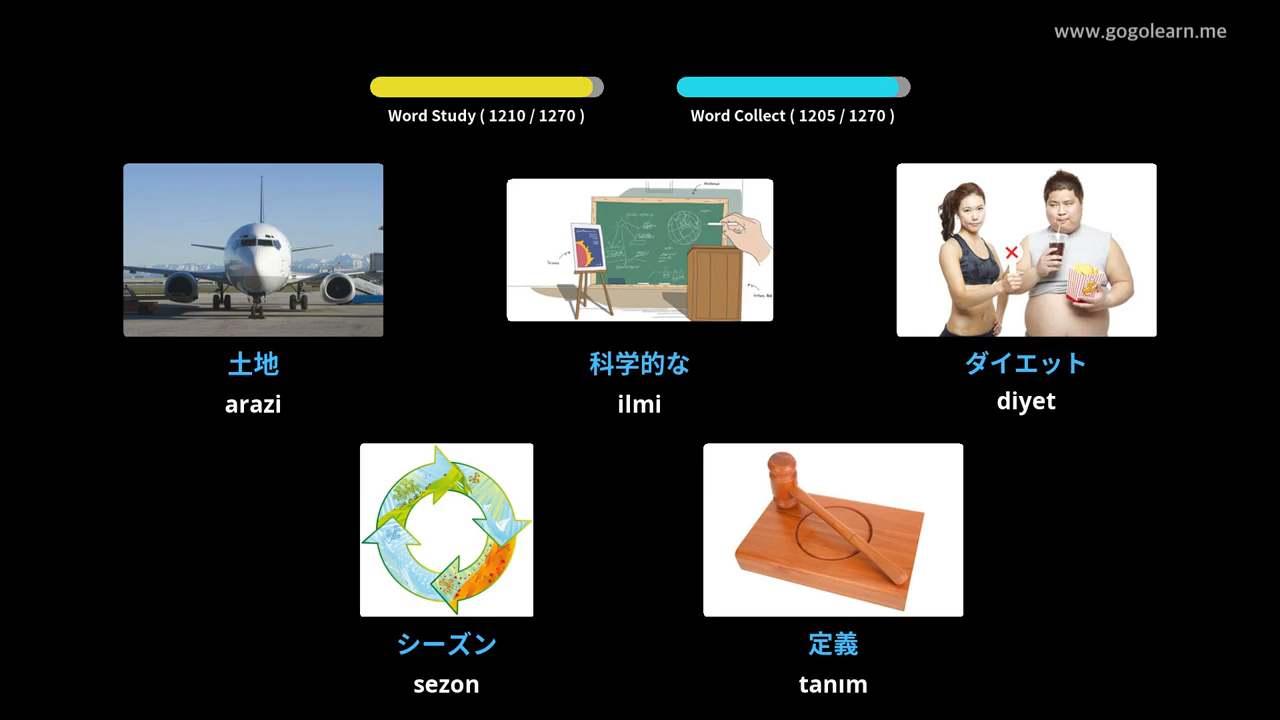 www.gogolearn.me
Word Study ( 1210 / 1270 )
Word Collect ( 1205 / 1270 )
土地
arazi
科学的な
ilmi
ダイエット
diyet
シーズン
sezon
定義
tanım